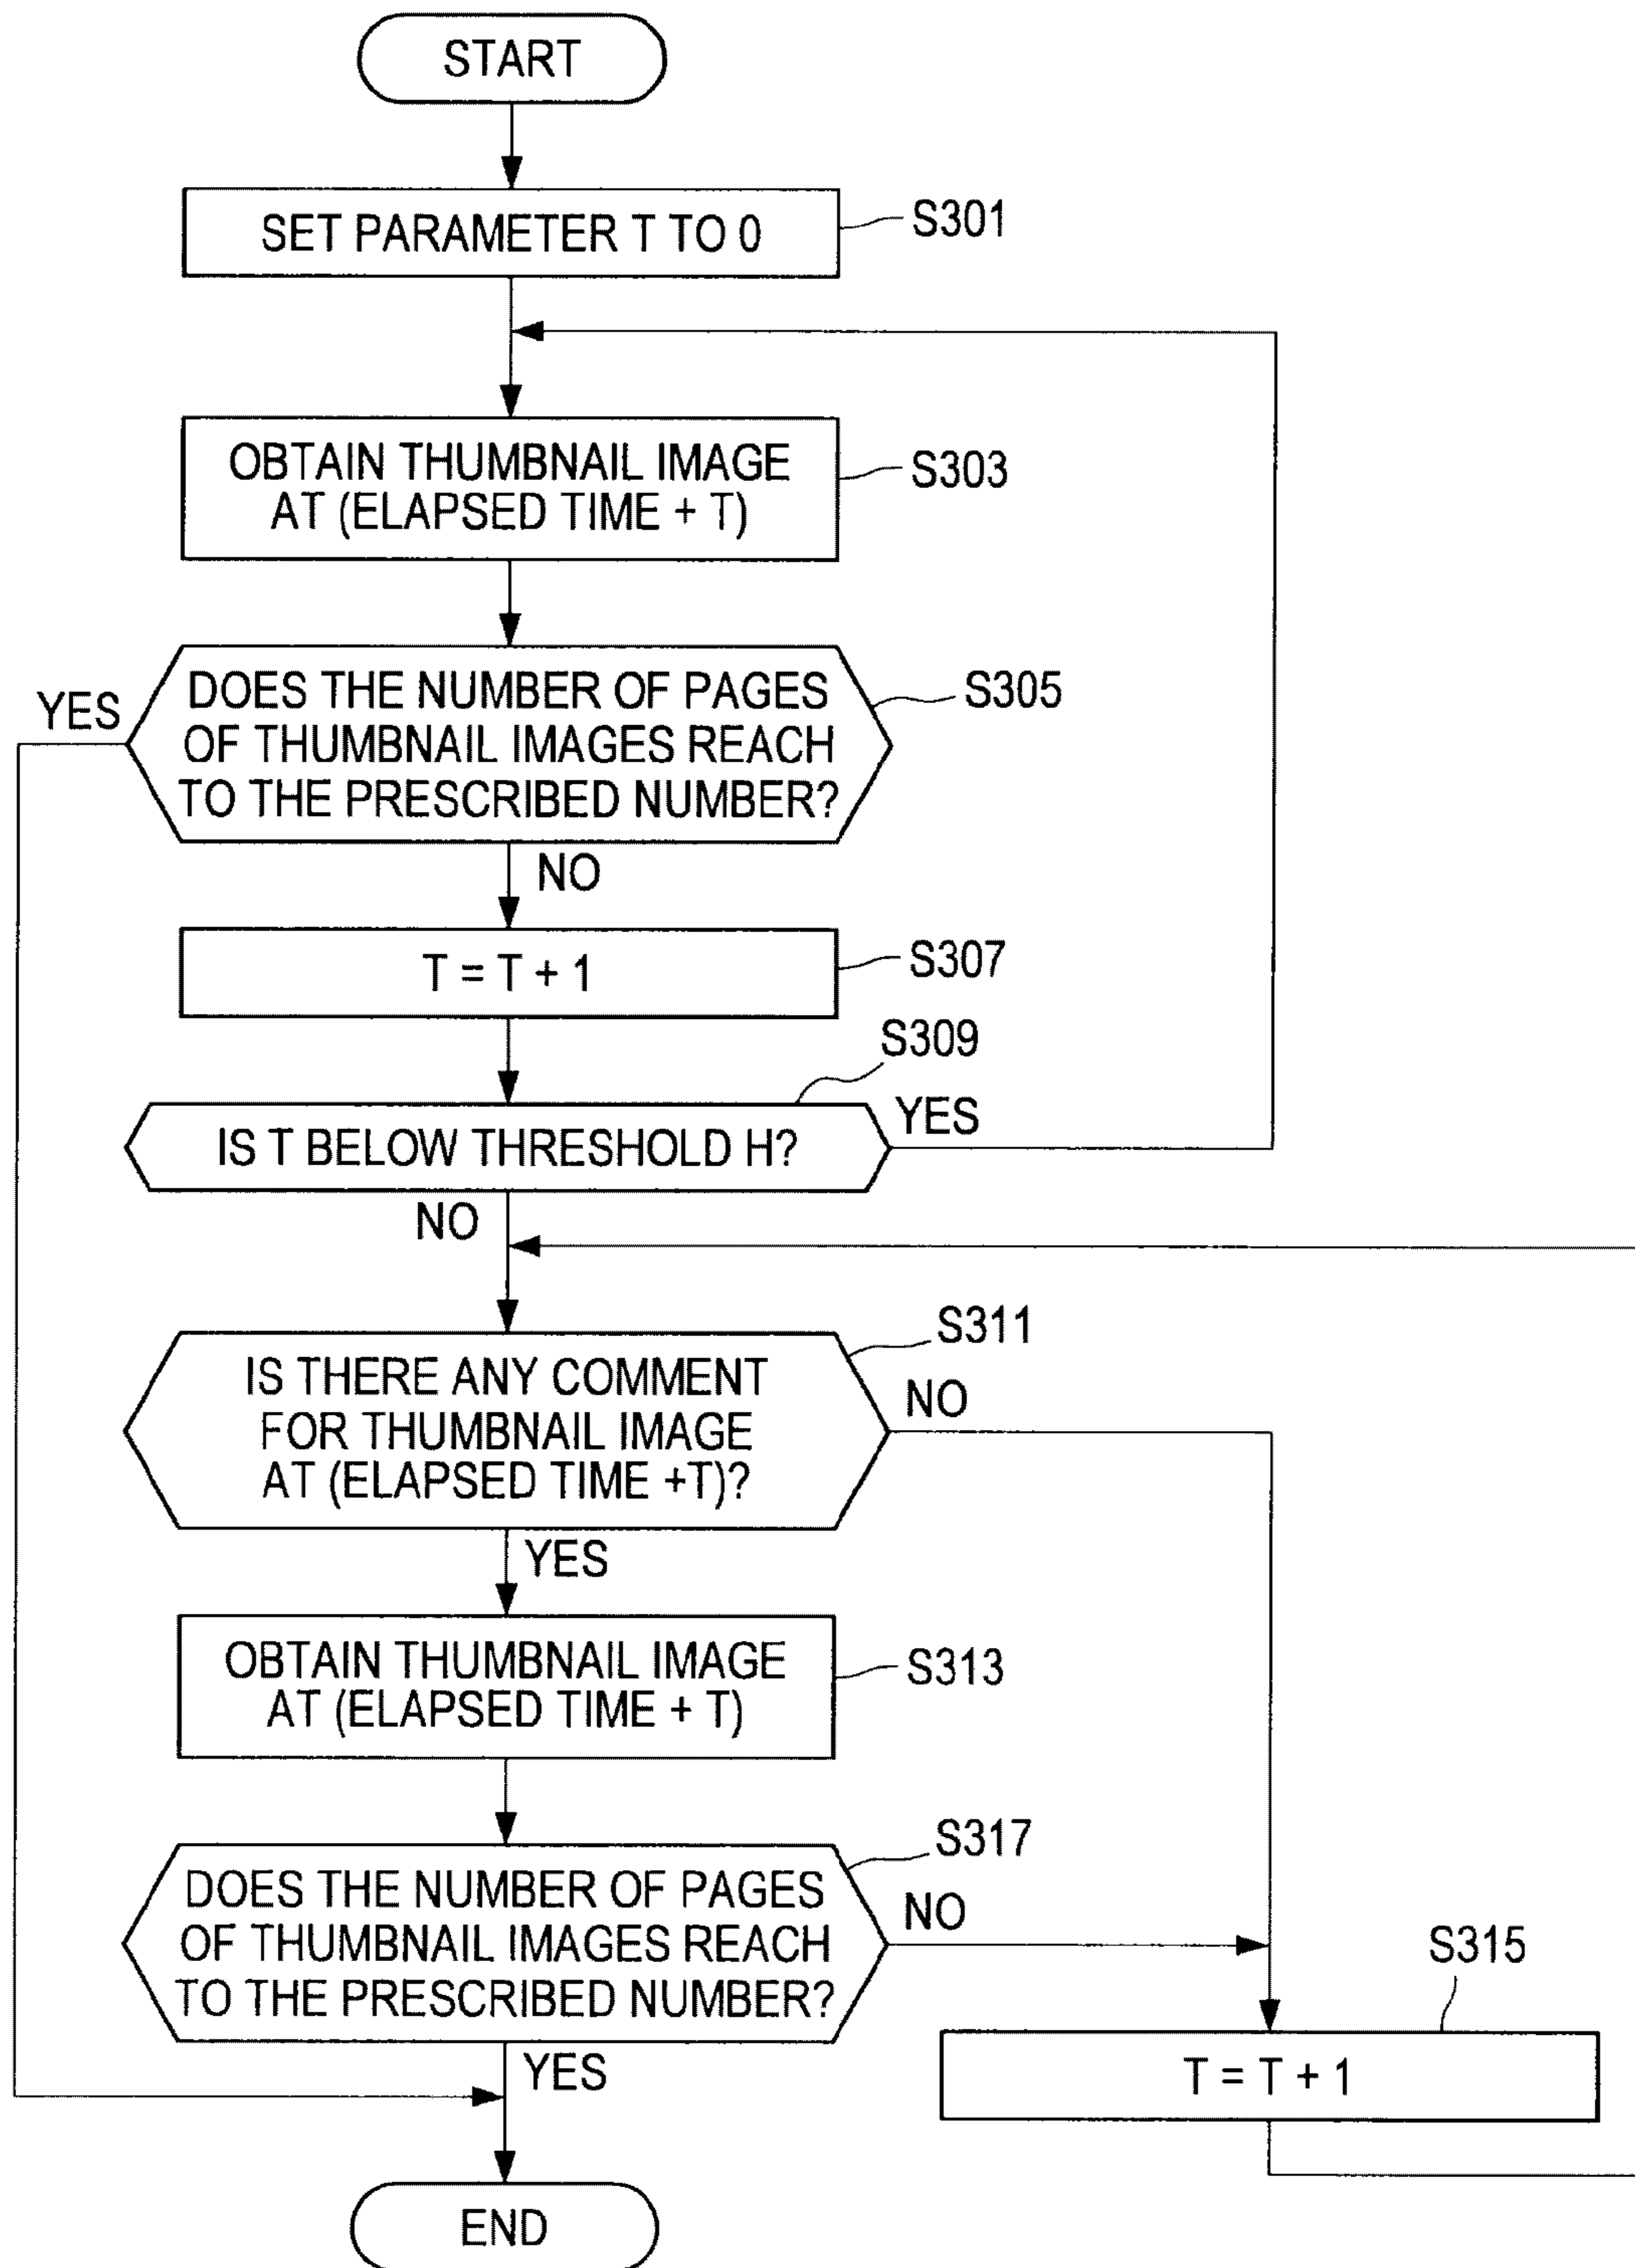 START
SET PARAMETER T TO 0
S301
OBTAIN THUMBNAIL IMAGE
AT (ELAPSED TIME + T)
S303
DOES THE NUMBER OF PAGES
OF THUMBNAIL IMAGES REACH
TO THE PRESCRIBED NUMBER?
S305
YES
NO
T = T + 1
S307
S309
IS T BELOW THRESHOLD H?
YES
NO
S311
IS THERE ANY COMMENT
FOR THUMBNAIL IMAGE
AT (ELAPSED TIME +T)?
NO
YES
OBTAIN THUMBNAIL IMAGE
AT (ELAPSED TIME + T)
S313
S317
DOES THE NUMBER OF PAGES
OF THUMBNAIL IMAGES REACH
TO THE PRESCRIBED NUMBER?
NO
S315
YES
T = T + 1
END